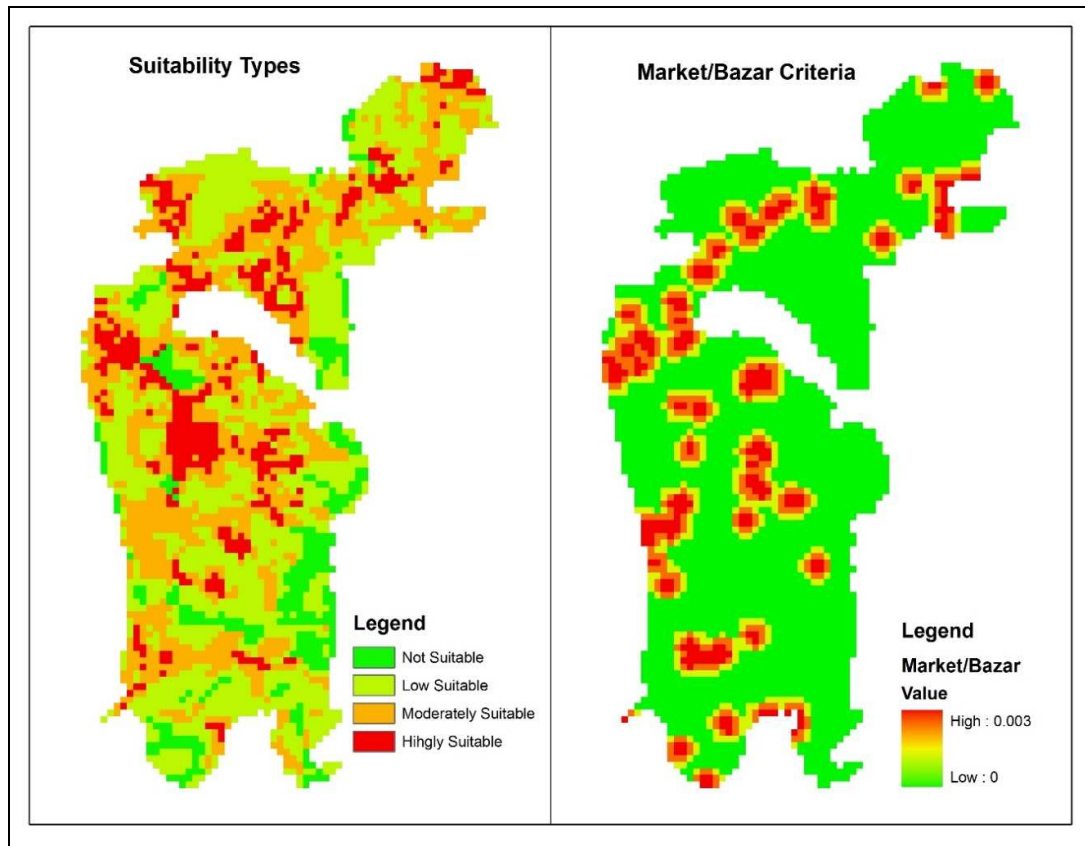 Suitability Types
Legend
Not Suitable
Low Suitable
Moderately Suitable
Hihgly Suitable
Market/Bazar Criteria
Legend
Market/Bazar
Value
High : 0.003
Low : 0